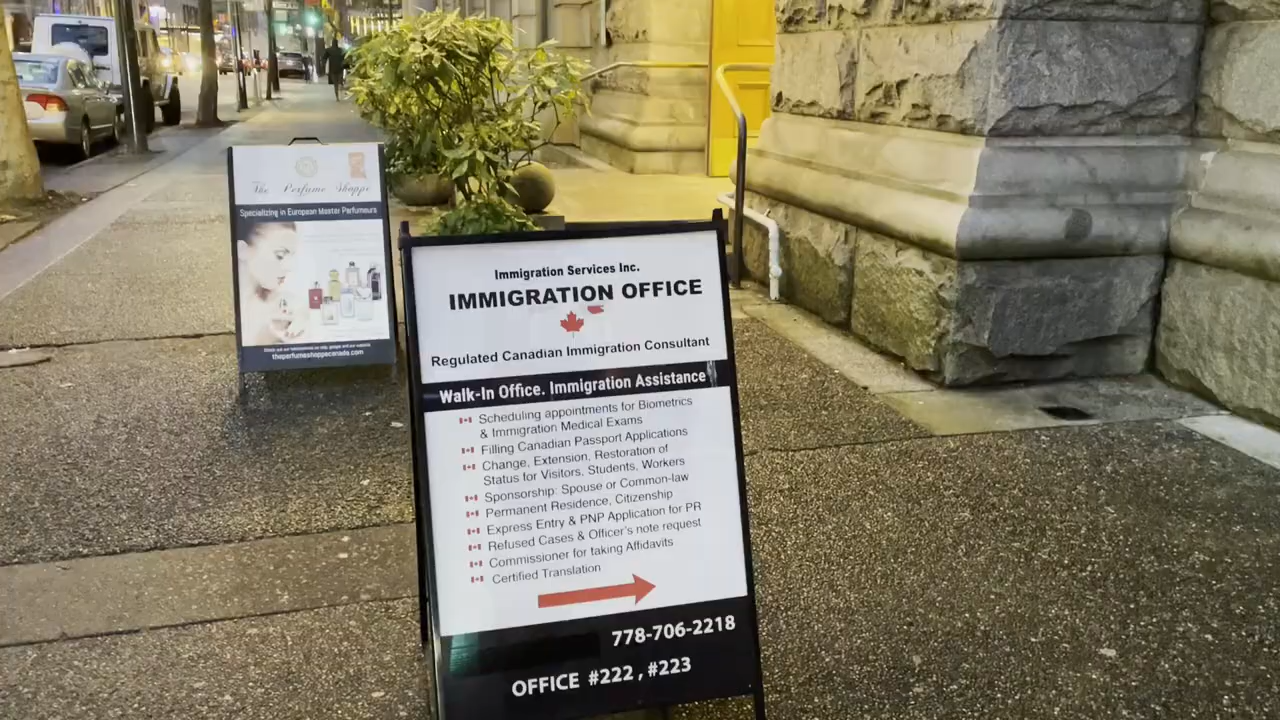 The Perfume Shoppe
Specializing in European Master Parfumeurs
theperfumeshoppecanada.com
Immigration Services Inc.
IMMIGRATION OFFICE
Regulated Canadian Immigration Consultant
Walk-In Office. Immigration Assistance
Scheduling appointments for Biometrics
& Immigration Medical Exams
Filling Canadian Passport Applications
Change, Extension, Restoration of
Status for Visitors, Students, Workers
Sponsorship: Spouse or Common-law
Permanent Residence, Citizenship
Express Entry & PNP Application for PR
Refused Cases & Officer's note request
Commissioner for taking Affidavits
Certified Translation
778-706-2218
OFFICE #222 , #223